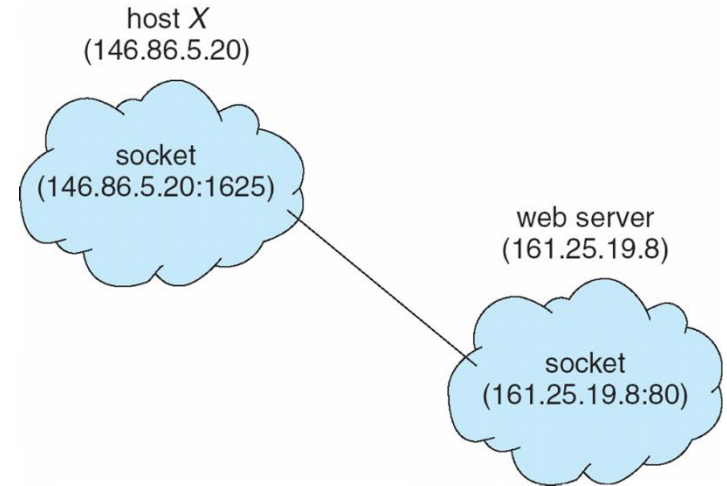 host X
(146.86.5.20)
socket
(146.86.5.20:1625)
web server
(161.25.19.8)
socket
(161.25.19.8:80)